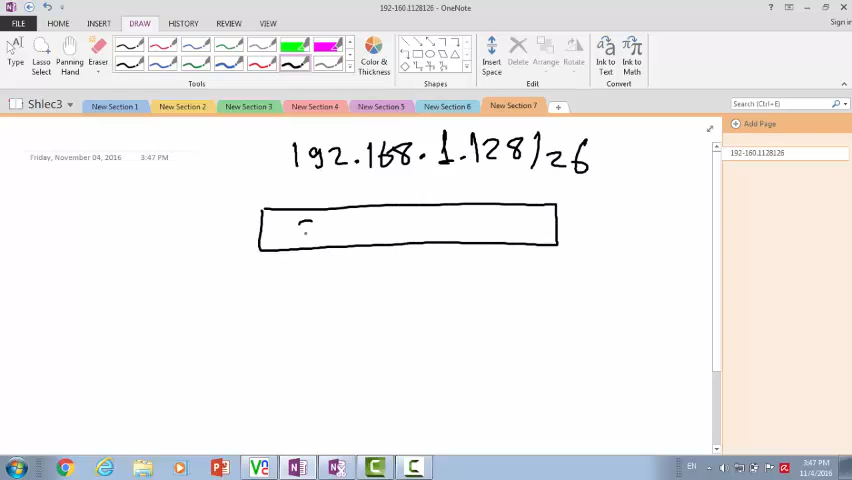 192-160.1128126 - OneNote
FILE HOME INSERT DRAW HISTORY REVIEW VIEW
Sign in
Type
Lasso Select
Panning Hand
Eraser
Color & Thickness
Insert Space
Delete
Arrange
Rotate
Ink to Text
Ink to Math
Tools Shapes Edit Convert
Shlec3 New Section 1 New Section 2 New Section 3 New Section 4 New Section 5 New Section 6 New Section 7
Search (Ctrl+E)
Add Page
192-160.1128126
Friday, November 04, 2016 3:47 PM
192.168.1.128/26
EN 3:47 PM
11/4/2016